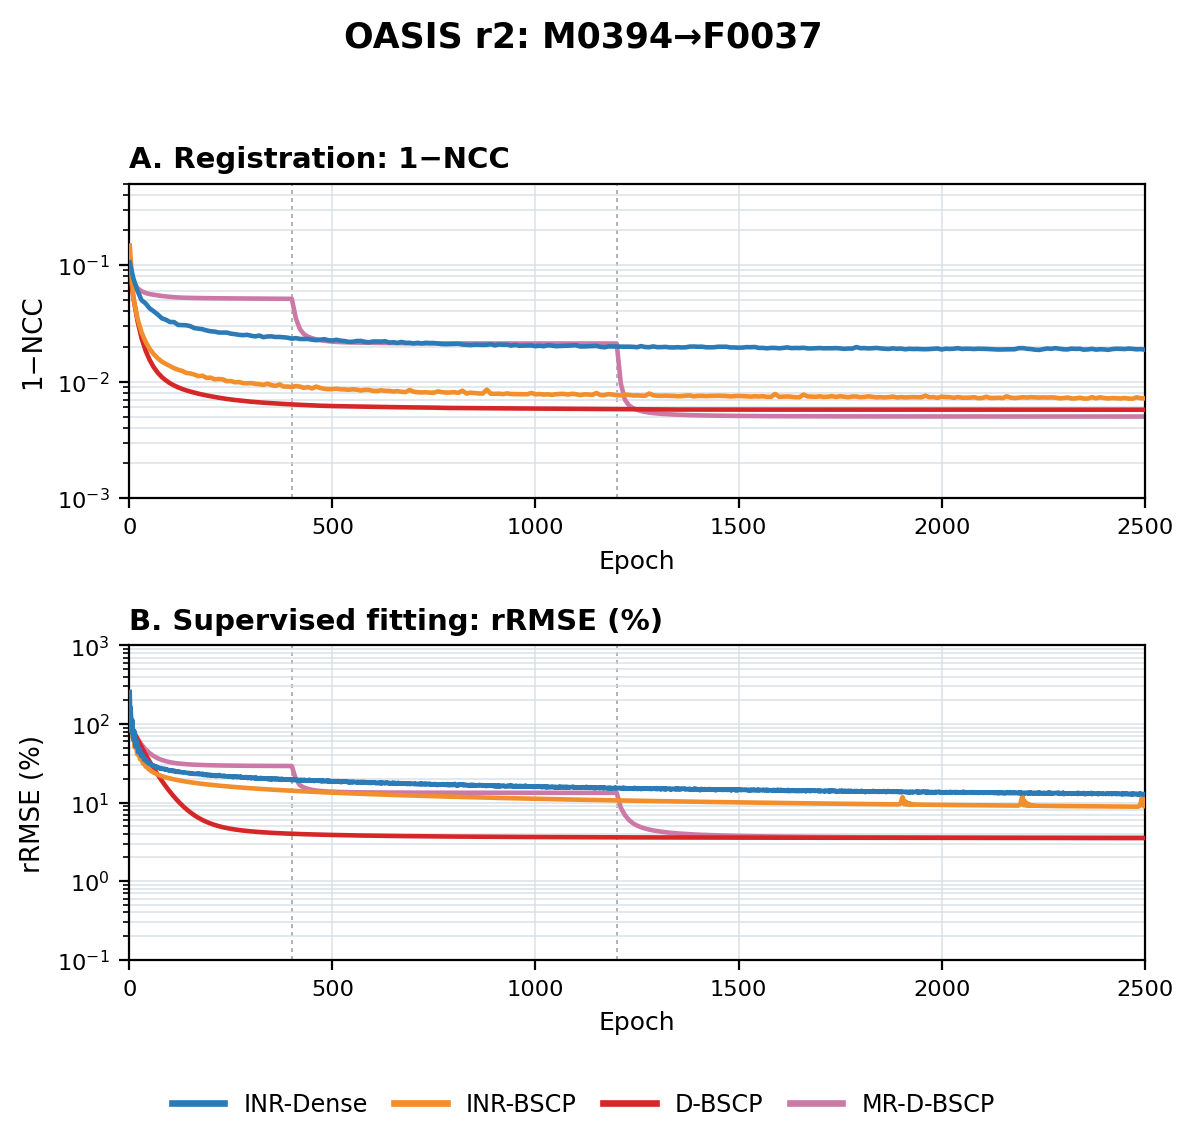 OASIS r2: M0394→F0037
A. Registration: 1−NCC
1−NCC
10⁻¹
10⁻²
10⁻³
0 500 1000 1500 2000 2500
Epoch
B. Supervised fitting: rRMSE (%)
rRMSE (%)
10³
10²
10¹
10⁰
10⁻¹
0 500 1000 1500 2000 2500
Epoch
INR-Dense INR-BSCP D-BSCP MR-D-BSCP